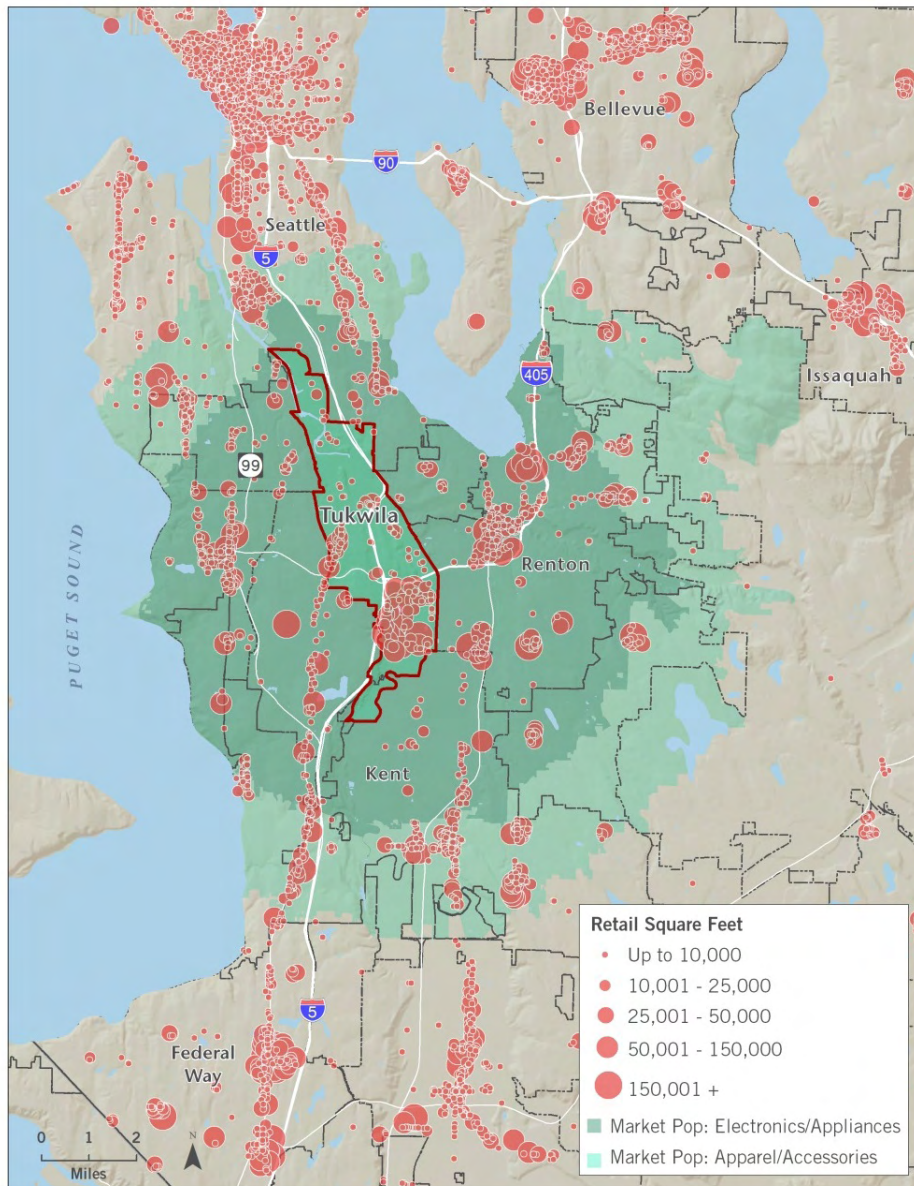 Bellevue
90
Seattle
5
405
Issaquah
99
Tukwila
Renton
PUGET SOUND
Kent
5
Federal
Way
0 1 2
Miles
N
Retail Square Feet
Up to 10,000
10,001 - 25,000
25,001 - 50,000
50,001 - 150,000
150,001 +
Market Pop: Electronics/Appliances
Market Pop: Apparel/Accessories